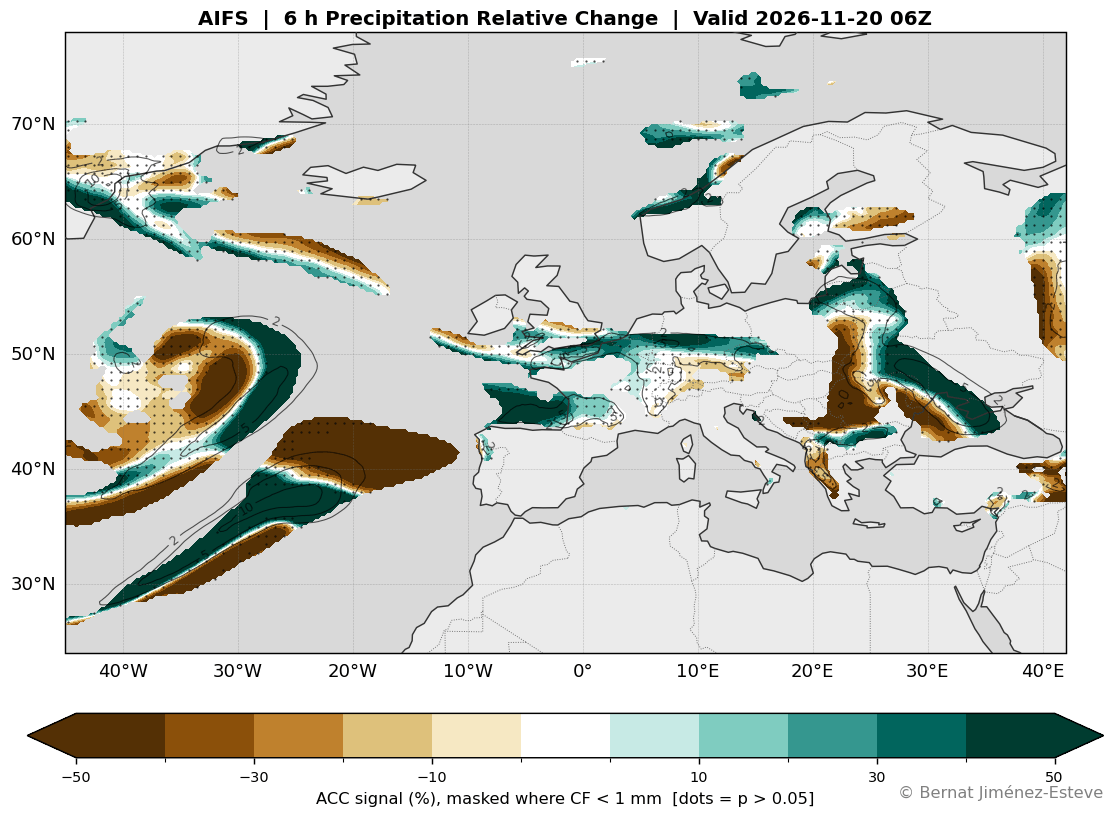 AIFS | 6 h Precipitation Relative Change | Valid 2026-11-20 06Z
70°N
60°N
50°N
40°N
30°N
40°W 30°W 20°W 10°W 0° 10°E 20°E 30°E 40°E
−50 −30 −10 10 30 50
ACC signal (%), masked where CF < 1 mm [dots = p > 0.05]
© Bernat Jiménez-Esteve